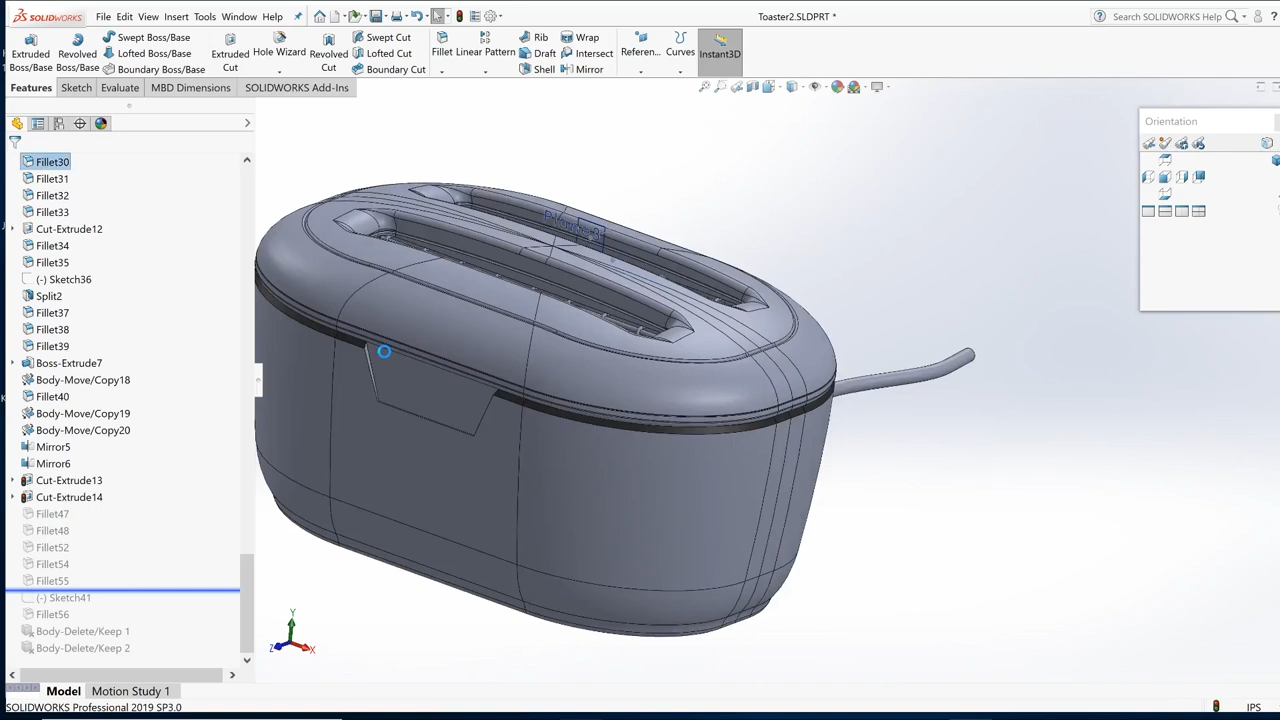 SOLIDWORKS File Edit View Insert Tools Window Help Toaster2.SLDPRT * Search SOLIDWORKS Help
Extruded Boss/Base
Revolved Boss/Base
Swept Boss/Base
Lofted Boss/Base
Boundary Boss/Base
Extruded Cut
Hole Wizard
Revolved Cut
Swept Cut
Lofted Cut
Boundary Cut
Fillet
Linear Pattern
Rib
Draft
Shell
Wrap
Intersect
Mirror
Referen...
Curves
Instant3D
Features Sketch Evaluate MBD Dimensions SOLIDWORKS Add-Ins
Orientation
Fillet30
Fillet31
Fillet32
Fillet33
Cut-Extrude12
Fillet34
Fillet35
(-) Sketch36
Split2
Fillet37
Fillet38
Fillet39
Boss-Extrude7
Body-Move/Copy18
Fillet40
Body-Move/Copy19
Body-Move/Copy20
Mirror5
Mirror6
Cut-Extrude13
Cut-Extrude14
Fillet47
Fillet48
Fillet52
Fillet54
Fillet55
(-) Sketch41
Fillet56
Body-Delete/Keep 1
Body-Delete/Keep 2
Y
Z
X
Model Motion Study 1
SOLIDWORKS Professional 2019 SP3.0 IPS